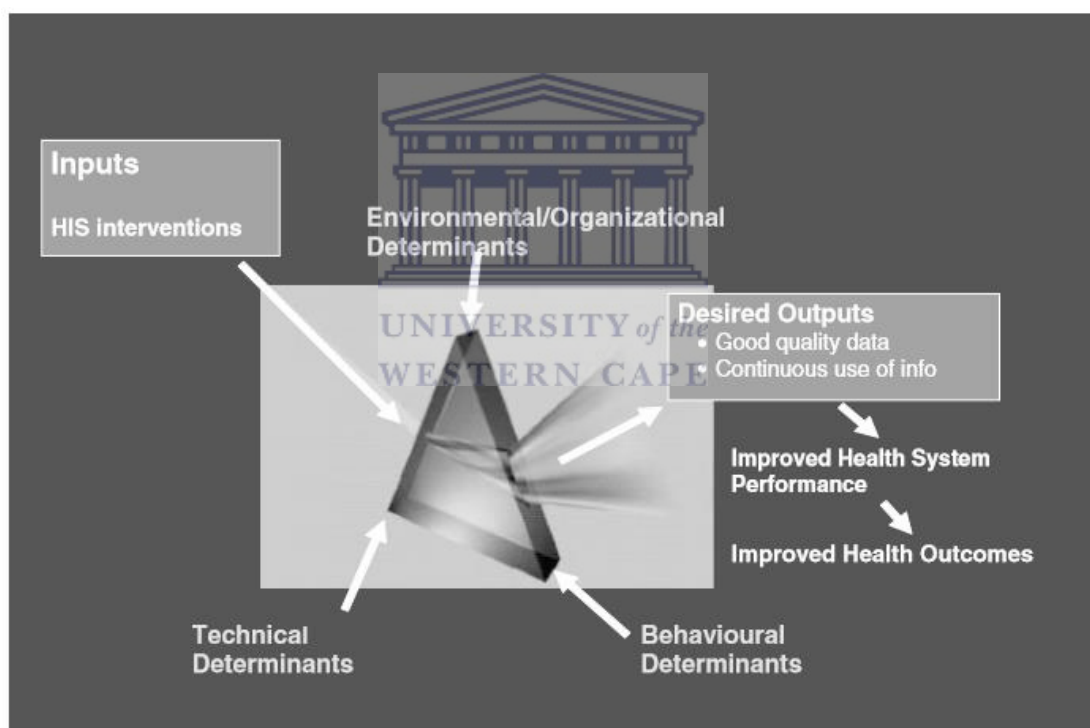 Inputs
HIS interventions
Environmental/Organizational
Determinants
UNIVERSITY of the
WESTERN CAPE
Desired Outputs
• Good quality data
• Continuous use of info
Improved Health System
Performance
Improved Health Outcomes
Technical
Determinants
Behavioural
Determinants